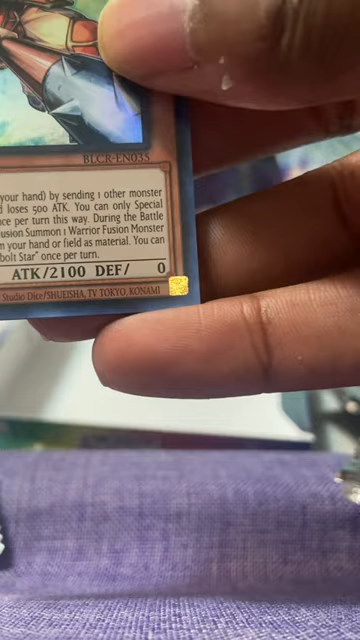 BLCR-EN035
your hand) by sending 1 other monster
d loses 500 ATK. You can only Special
nce per turn this way. During the Battle
usion Summon 1 Warrior Fusion Monster
m your hand or field as material. You can
bolt Star" once per turn.
ATK/2100 DEF/ 0
Studio Dice/SHUEISHA, TV TOKYO, KONAMI